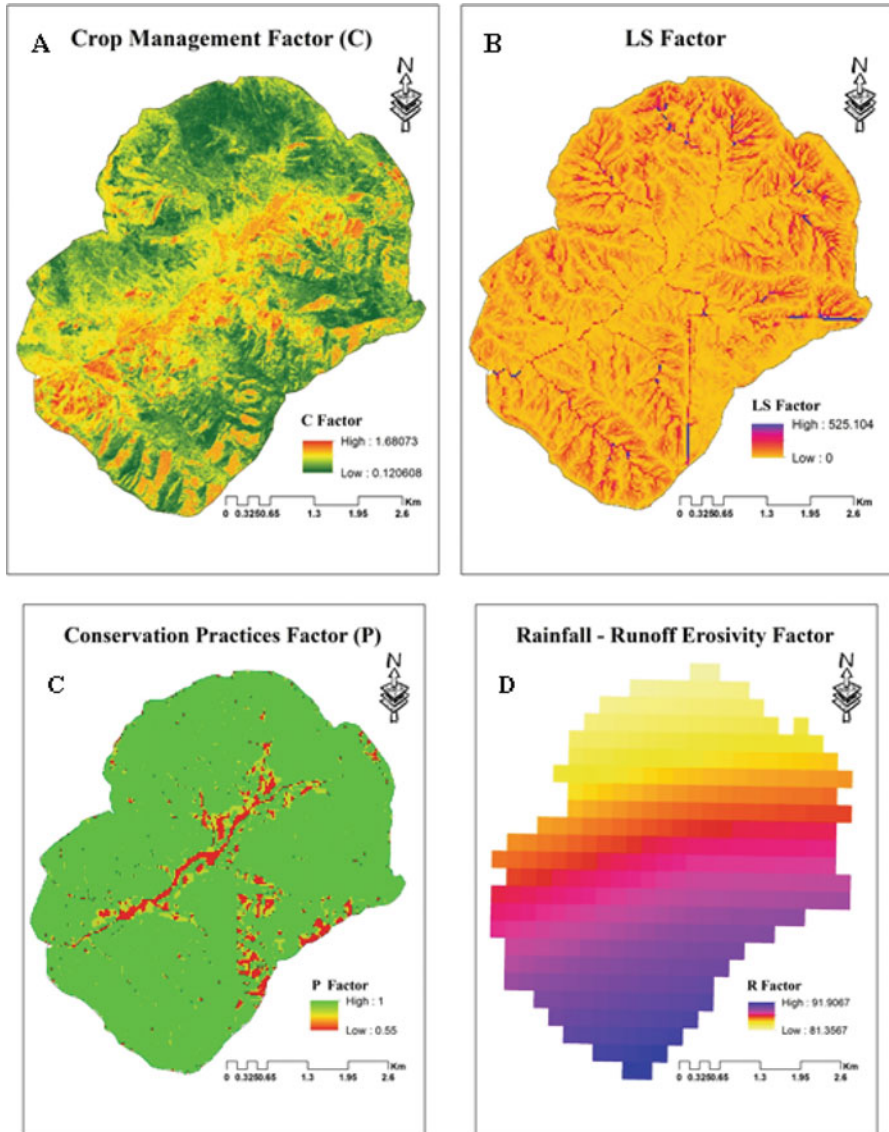 A
Crop Management Factor (C)
N
C Factor
High : 1.68073
Low : 0.120608
Km
0 0.3250.65 1.3 1.95 2.6
B
LS Factor
N
LS Factor
High : 525.104
Low : 0
Km
0 0.3250.65 1.3 1.95 2.6
Conservation Practices Factor (P)
C
N
P Factor
High : 1
Low : 0.55
Km
0 0.3250.65 1.3 1.95 2.6
Rainfall - Runoff Erosivity Factor
D
N
R Factor
High : 91.9067
Low : 81.3567
Km
0 0.3250.65 1.3 1.95 2.6